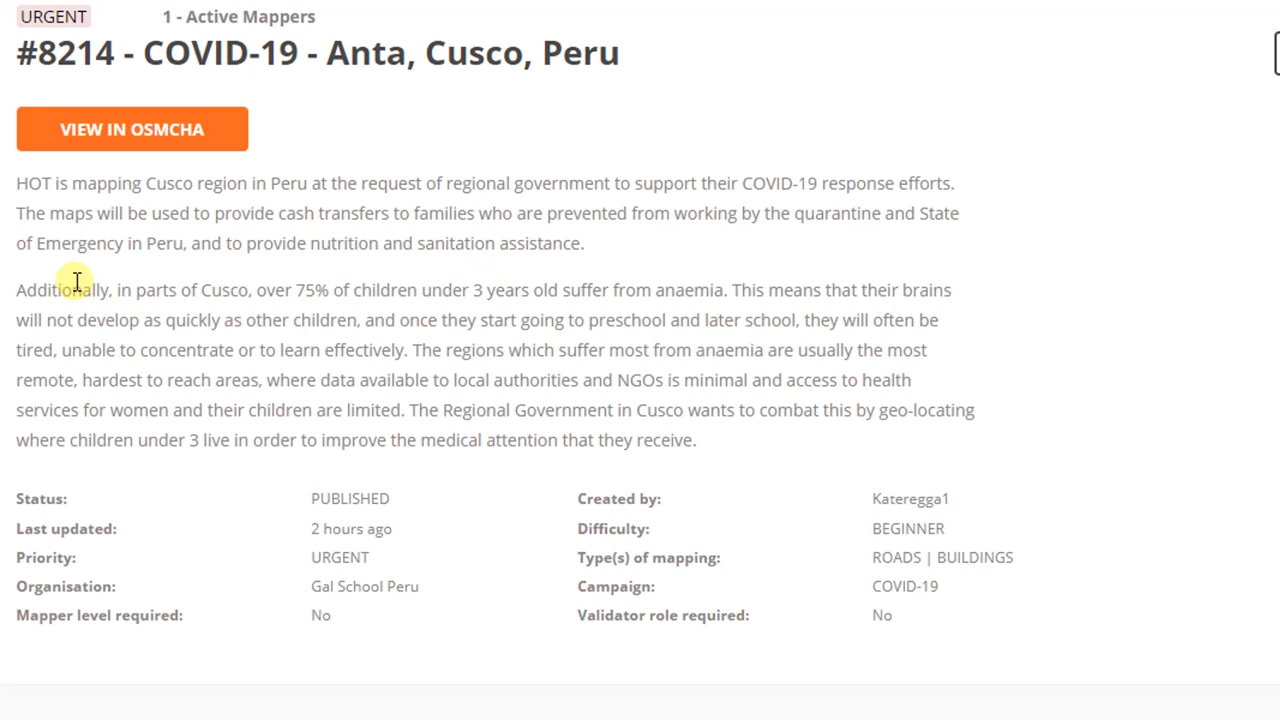 URGENT 1 - Active Mappers
#8214 - COVID-19 - Anta, Cusco, Peru
VIEW IN OSMCHA
HOT is mapping Cusco region in Peru at the request of regional government to support their COVID-19 response efforts.
The maps will be used to provide cash transfers to families who are prevented from working by the quarantine and State
of Emergency in Peru, and to provide nutrition and sanitation assistance.
Additionally, in parts of Cusco, over 75% of children under 3 years old suffer from anaemia. This means that their brains
will not develop as quickly as other children, and once they start going to preschool and later school, they will often be
tired, unable to concentrate or to learn effectively. The regions which suffer most from anaemia are usually the most
remote, hardest to reach areas, where data available to local authorities and NGOs is minimal and access to health
services for women and their children are limited. The Regional Government in Cusco wants to combat this by geo-locating
where children under 3 live in order to improve the medical attention that they receive.
Status: PUBLISHED Created by: Kateregga1
Last updated: 2 hours ago Difficulty: BEGINNER
Priority: URGENT Type(s) of mapping: ROADS | BUILDINGS
Organisation: Gal School Peru Campaign: COVID-19
Mapper level required: No Validator role required: No